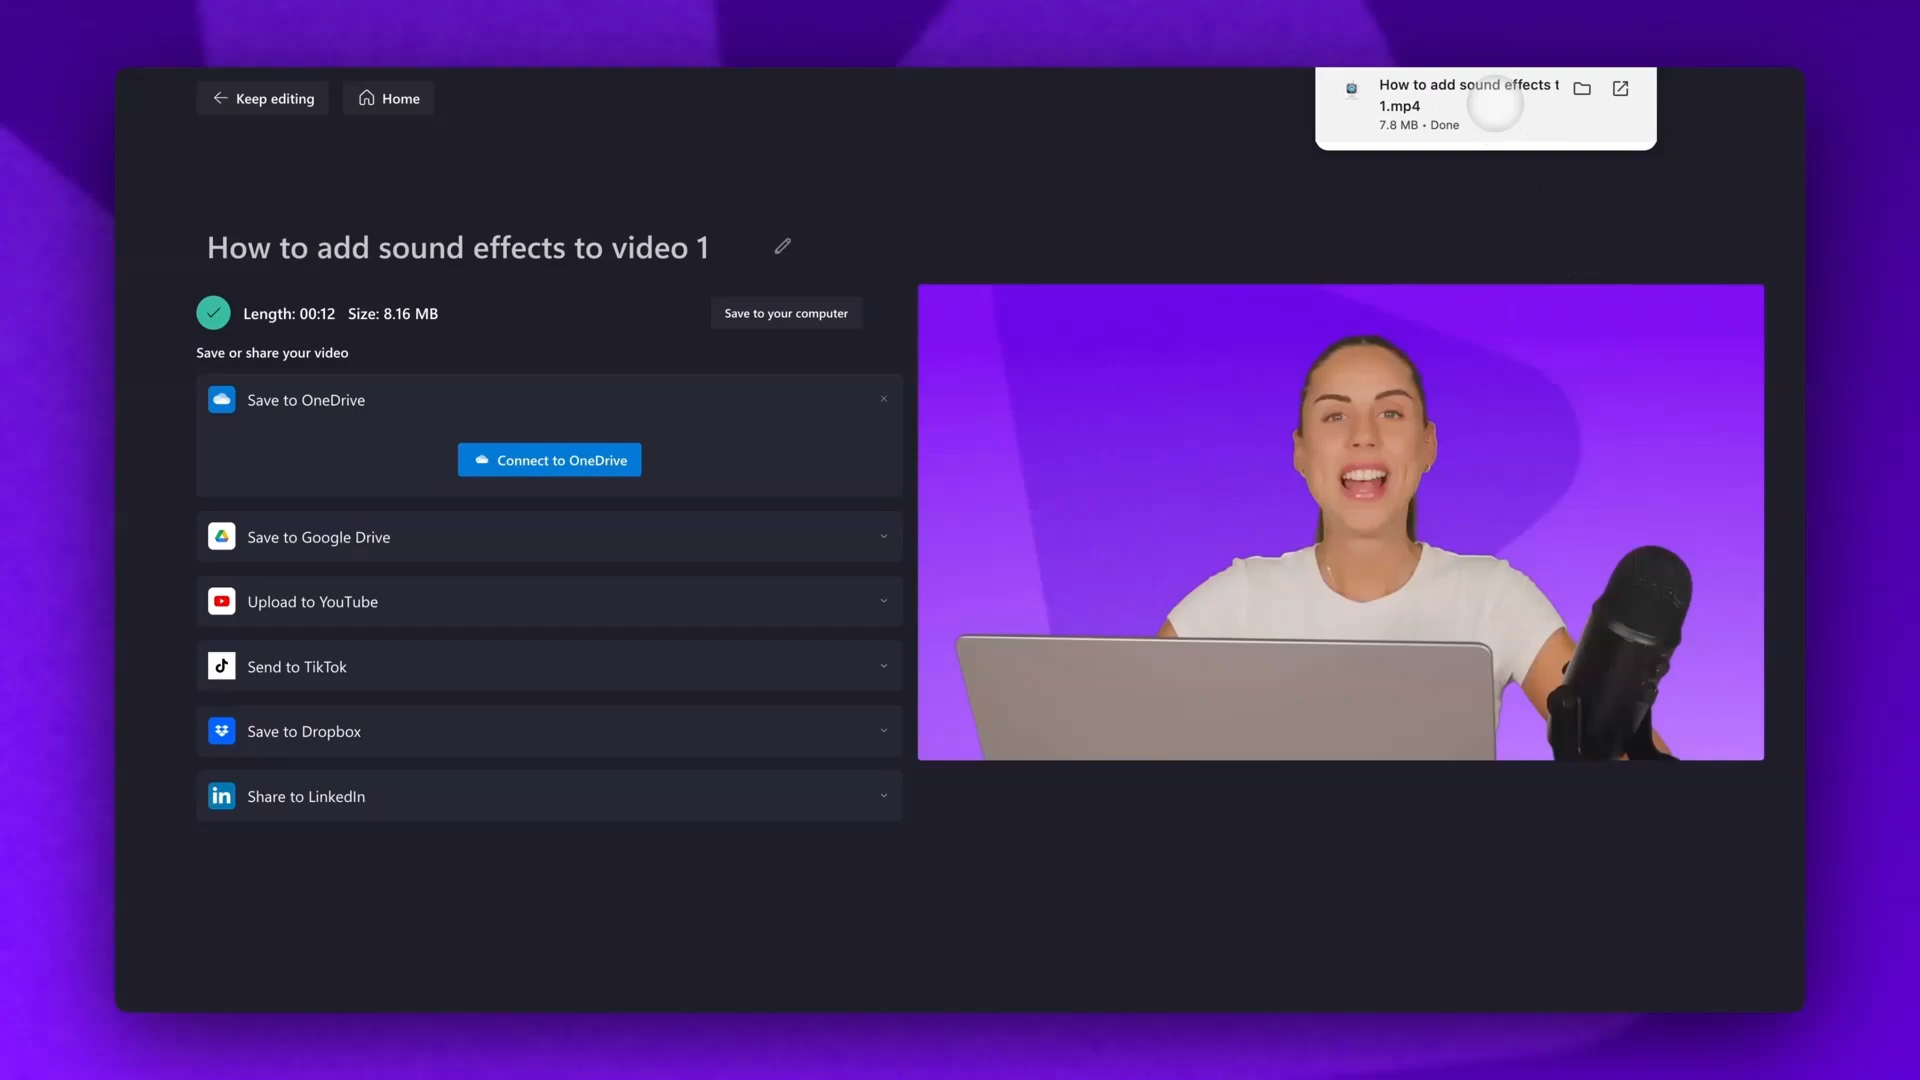 Keep editing
Home
How to add sound effects t
1.mp4
7.8 MB • Done
How to add sound effects to video 1
Length: 00:12 Size: 8.16 MB
Save to your computer
Save or share your video
Save to OneDrive
Connect to OneDrive
Save to Google Drive
Upload to YouTube
Send to TikTok
Save to Dropbox
in
Share to LinkedIn